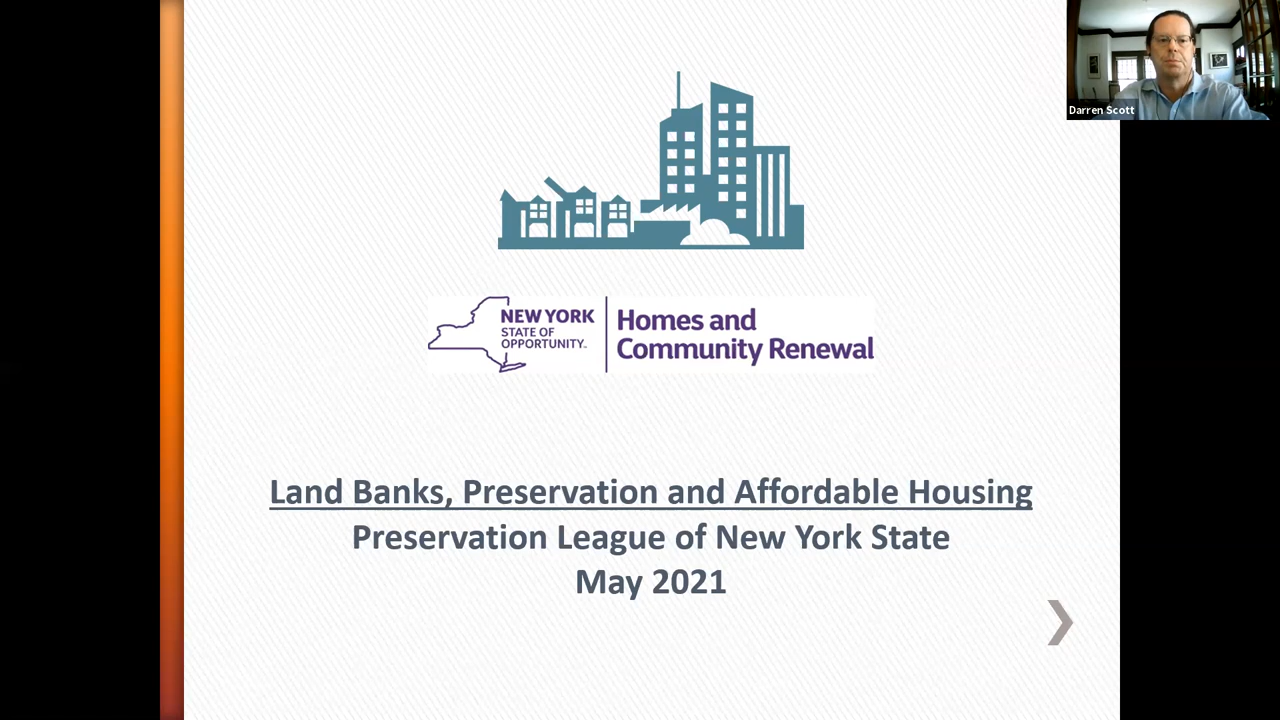 Darren Scott
NEW YORK
STATE OF
OPPORTUNITY™
Homes and
Community Renewal
Land Banks, Preservation and Affordable Housing
Preservation League of New York State
May 2021